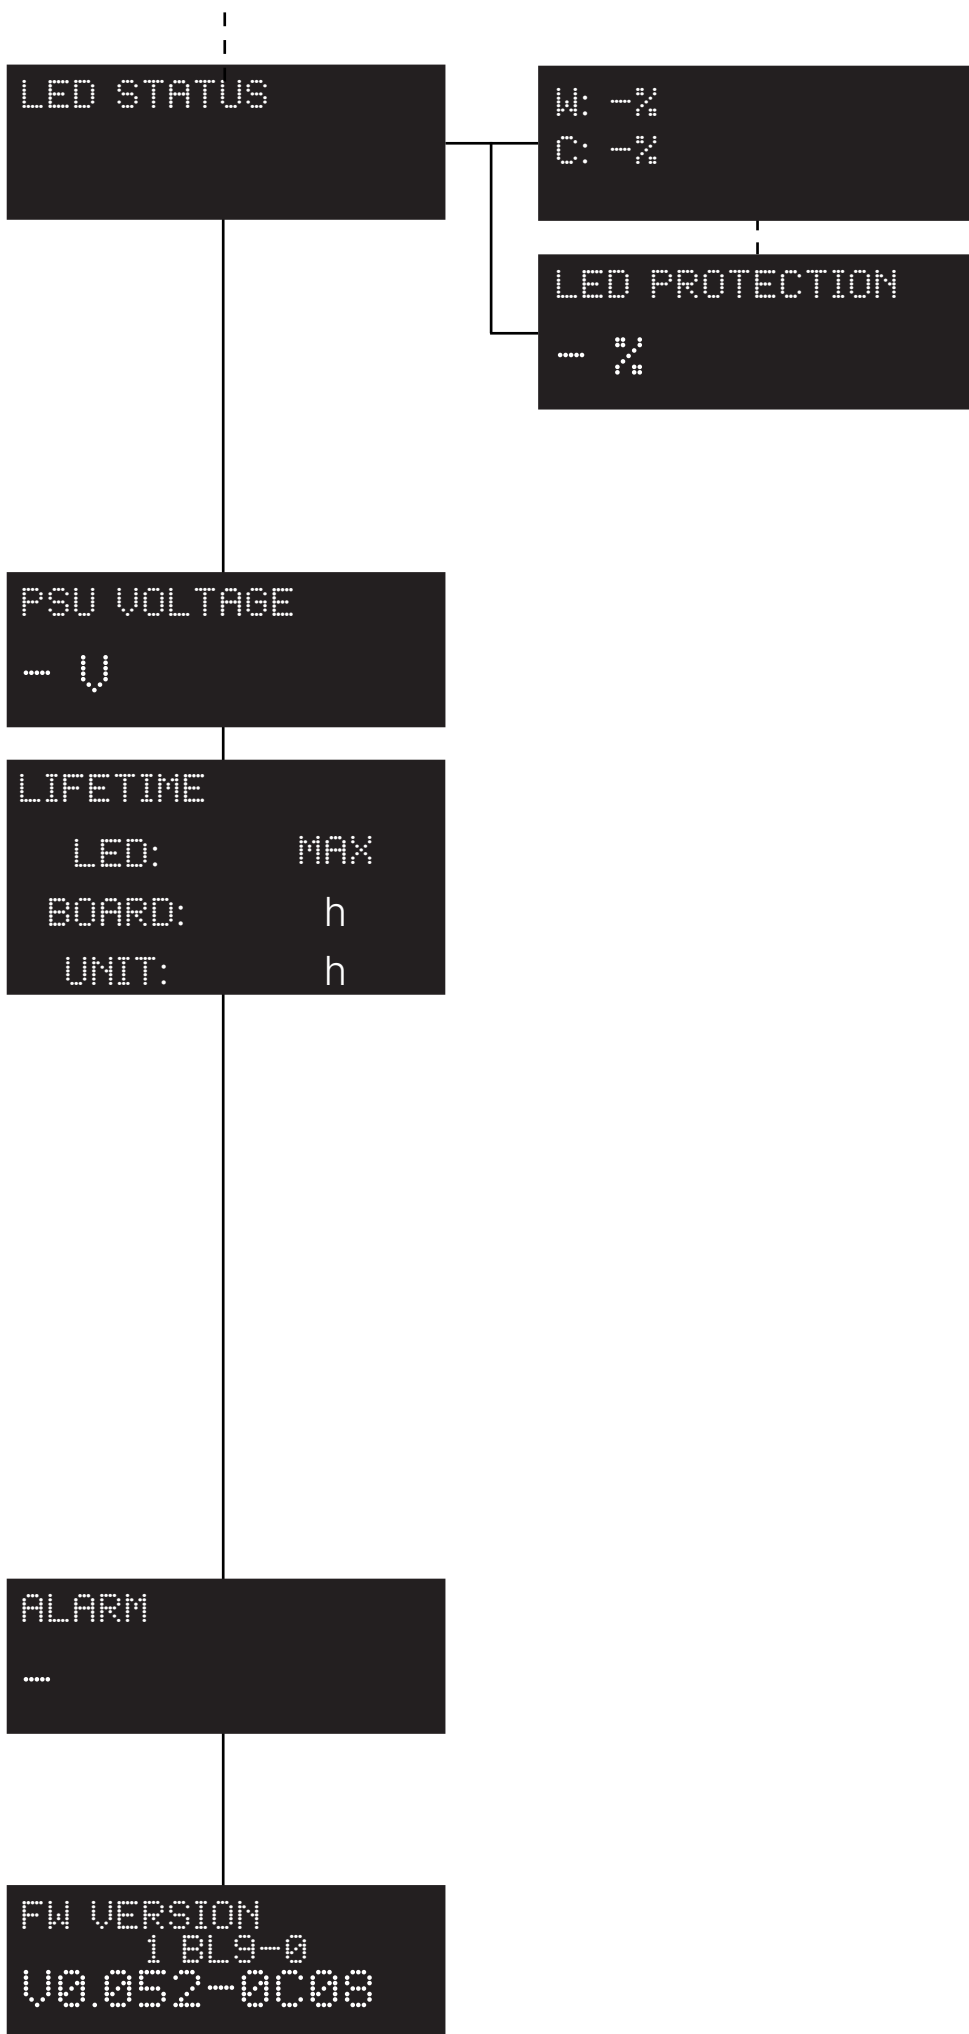 LED STATUS
W: -%
C: -%
LED PROTECTION
- %
PSU VOLTAGE
- V
LIFETIME
LED: MAX
BOARD: h
UNIT: h
ALARM
-
FW VERSION
1 BL9-0
V0.052-0C08